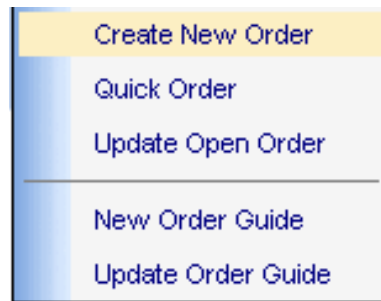 Create New Order
Quick Order
Update Open Order
New Order Guide
Update Order Guide